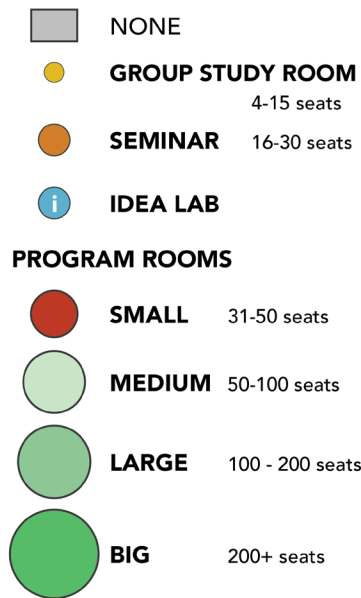 NONE
GROUP STUDY ROOM
4-15 seats
SEMINAR 16-30 seats
i IDEA LAB
PROGRAM ROOMS
SMALL 31-50 seats
MEDIUM 50-100 seats
LARGE 100 - 200 seats
BIG 200+ seats